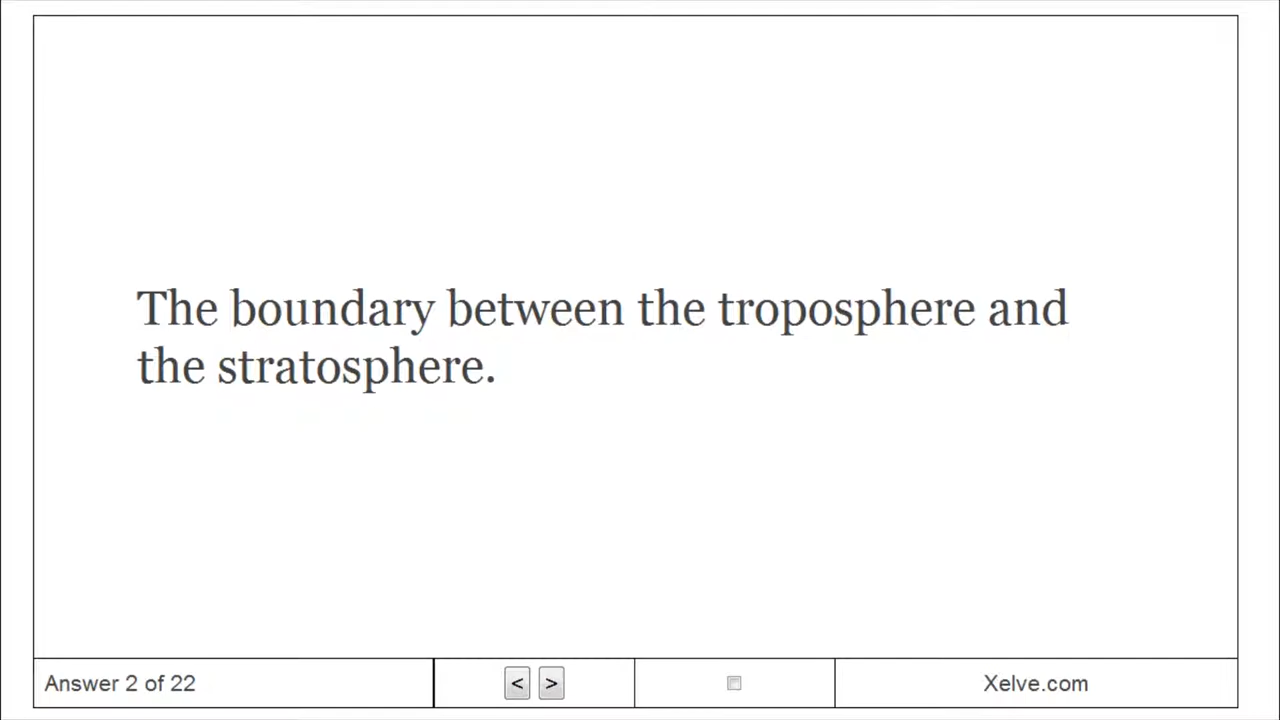 The boundary between the troposphere and
the stratosphere.
Answer 2 of 22
< >
Xelve.com